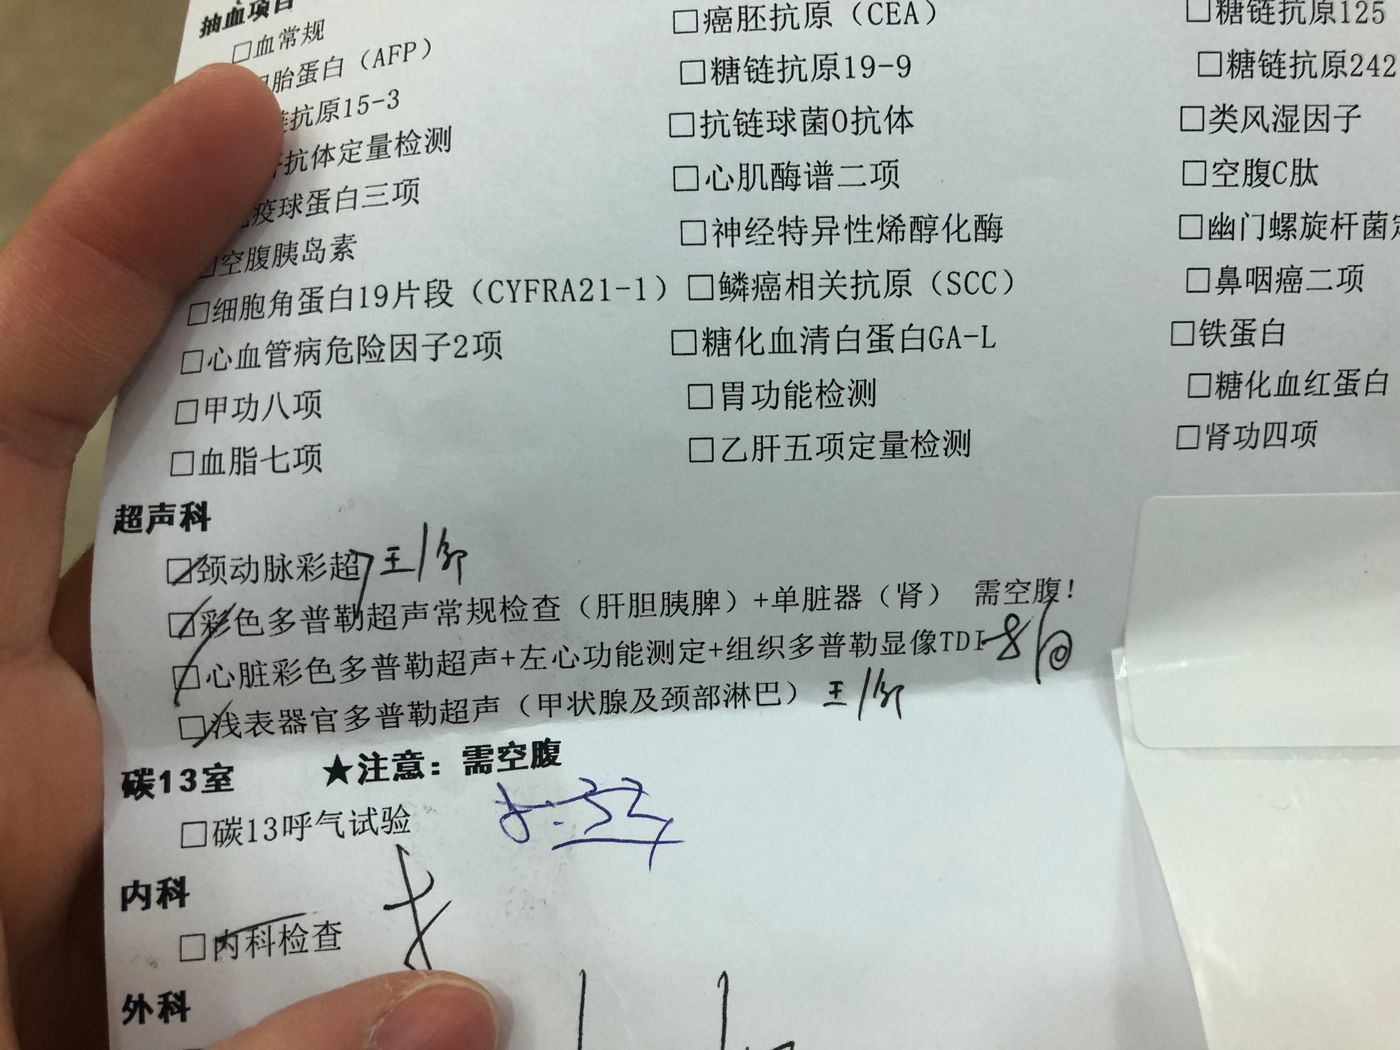 抽血项目
□血常规 □癌胚抗原（CEA） □糖链抗原125
胎蛋白（AFP） □糖链抗原19-9 □糖链抗原242
抗原15-3 □抗链球菌O抗体 □类风湿因子
抗体定量检测 □心肌酶谱二项 □空腹C肽
疫球蛋白三项 □神经特异性烯醇化酶 □幽门螺旋杆菌
□空腹胰岛素 □鳞癌相关抗原（SCC） □鼻咽癌二项
□细胞角蛋白19片段（CYFRA21-1） □糖化血清白蛋白GA-L □铁蛋白
□心血管病危险因子2项 □胃功能检测 □糖化血红蛋白
□甲功八项 □乙肝五项定量检测 □肾功四项
□血脂七项
超声科
□颈动脉彩超 王/邹
□彩色多普勒超声常规检查（肝胆胰脾）+单脏器（肾） 需空腹！
□心脏彩色多普勒超声+左心功能测定+组织多普勒显像TDI
□浅表器官多普勒超声（甲状腺及颈部淋巴） 王/邹
碳13室 ★注意：需空腹
□碳13呼气试验
内科
□内科检查
外科